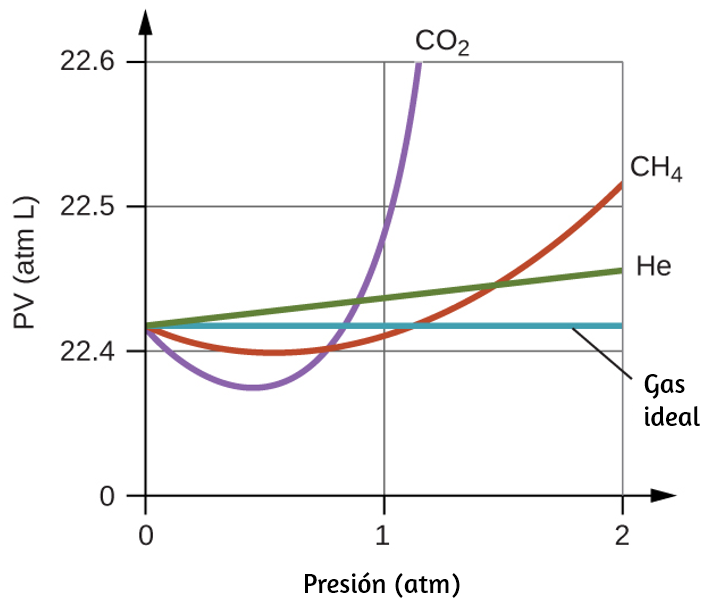 CO₂
22.6
CH₄
22.5
He
PV (atm L)
22.4
Gas
ideal
0
0
1
2
Presión (atm)